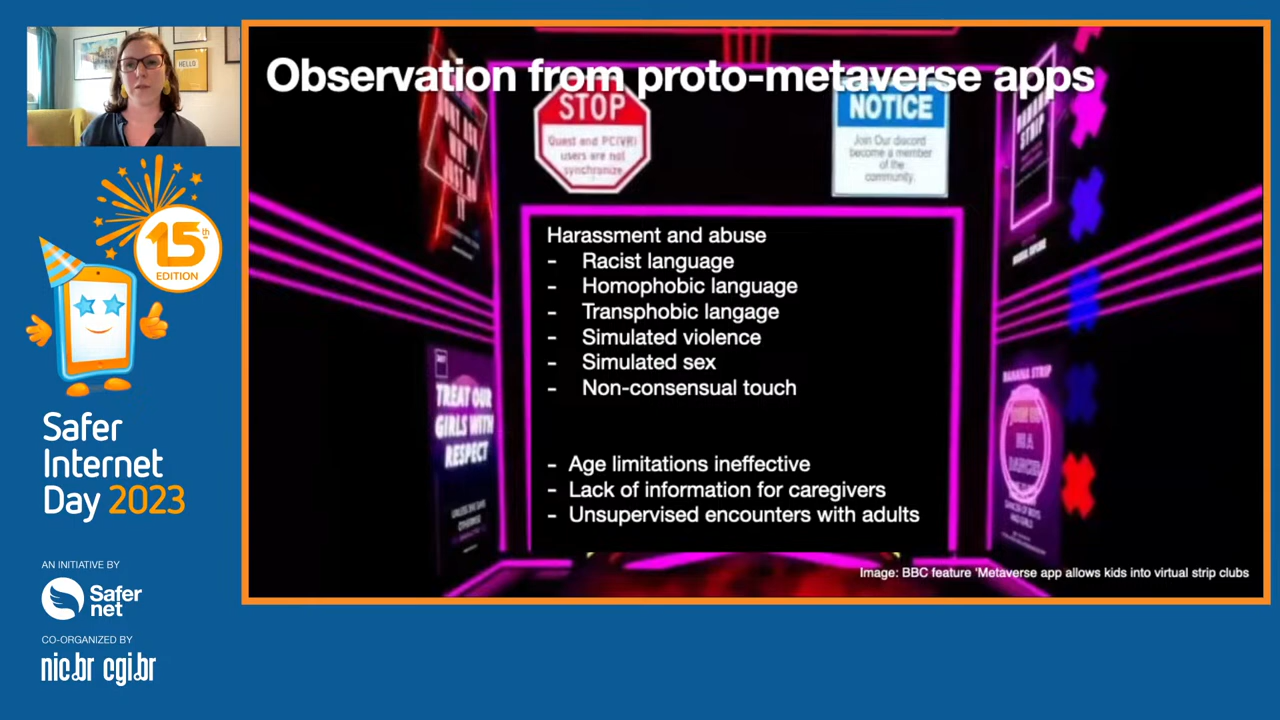 HELLO
Observation from proto-metaverse apps
STOP
Quest and PC(VR)
users are not
synchronize
NOTICE
Join Our discord
become a member
of the
community.
STRIP
15th
EDITION
Harassment and abuse
- Racist language
- Homophobic language
- Transphobic langage
- Simulated violence
- Simulated sex
- Non-consensual touch
TREAT OUR
GIRLS WITH
RESPECT
BANANA STRIP
- Age limitations ineffective
- Lack of information for caregivers
- Unsupervised encounters with adults
Image: BBC feature 'Metaverse app allows kids into virtual strip clubs
Safer
Internet
Day 2023
AN INITIATIVE BY
Safer
net
CO-ORGANIZED BY
nic.br cgi.br